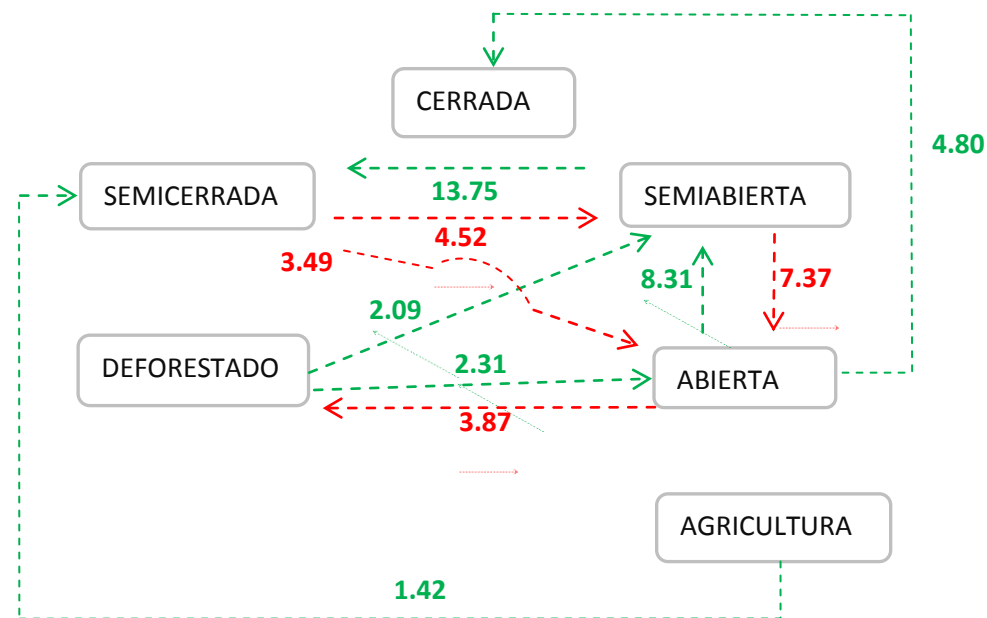 CERRADA
4.80
SEMICERRADA
13.75
SEMIABIERTA
4.52
3.49
8.31
7.37
2.09
DEFORESTADO
2.31
ABIERTA
3.87
AGRICULTURA
1.42